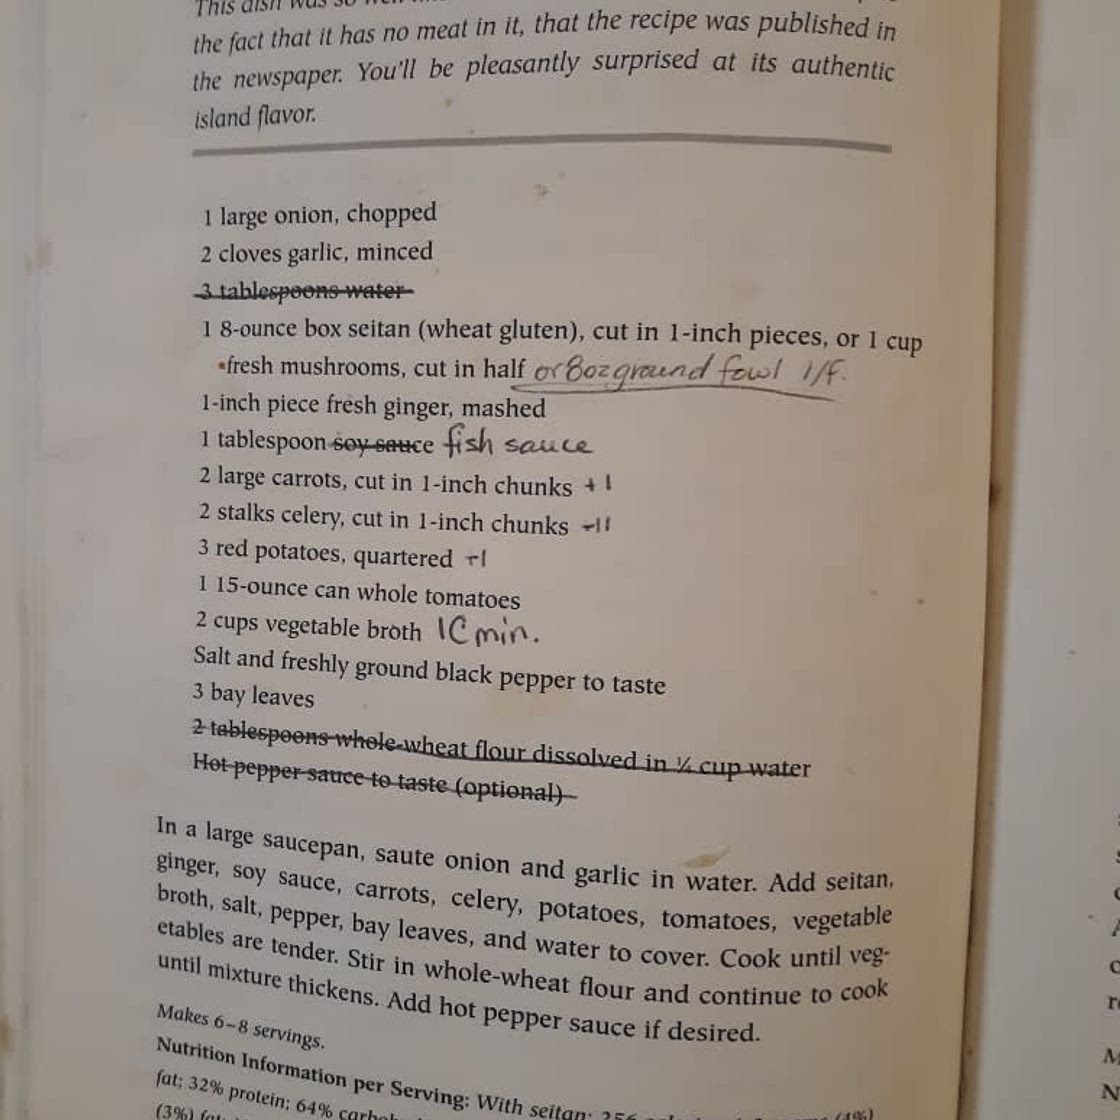 This dish was so well
the fact that it has no meat in it, that the recipe was published in
the newspaper. You'll be pleasantly surprised at its authentic
island flavor.
1 large onion, chopped
2 cloves garlic, minced
3 tablespoons water
1 8-ounce box seitan (wheat gluten), cut in 1-inch pieces, or 1 cup
fresh mushrooms, cut in half or 8oz ground fowl 1/f.
1-inch piece fresh ginger, mashed
1 tablespoon soy sauce fish sauce
2 large carrots, cut in 1-inch chunks +1
2 stalks celery, cut in 1-inch chunks +11
3 red potatoes, quartered +1
1 15-ounce can whole tomatoes
2 cups vegetable broth 1C min.
Salt and freshly ground black pepper to taste
3 bay leaves
2 tablespoons whole-wheat flour dissolved in ¼ cup water
Hot pepper sauce to taste (optional)
In a large saucepan, saute onion and garlic in water. Add seitan,
ginger, soy sauce, carrots, celery, potatoes, tomatoes, vegetable
broth, salt, pepper, bay leaves, and water to cover. Cook until veg-
etables are tender. Stir in whole-wheat flour and continue to cook
until mixture thickens. Add hot pepper sauce if desired.
Makes 6–8 servings.
Nutrition Information per Serving: With seitan: 256
fat; 32% protein; 64%
(3%)